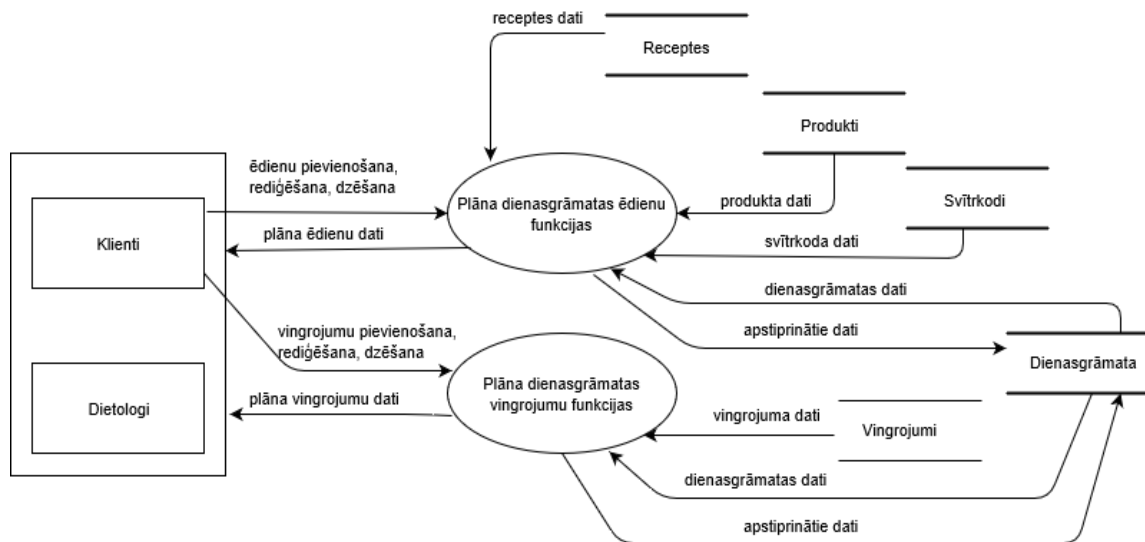 receptes dati
Receptes
Produkti
ēdienu pievienošana,
rediģēšana, dzēšana
Plāna dienasgrāmatas ēdienu
funkcijas
produkta dati
Svītrkodi
Klienti
plāna ēdienu dati
svītrkoda dati
dienasgrāmatas dati
vingrojumu pievienošana,
rediģēšana, dzēšana
apstiprinātie dati
Dienasgrāmata
Plāna dienasgrāmatas
vingrojumu funkcijas
Dietologi
plāna vingrojumu dati
vingrojuma dati
Vingrojumi
dienasgrāmatas dati
apstiprinātie dati